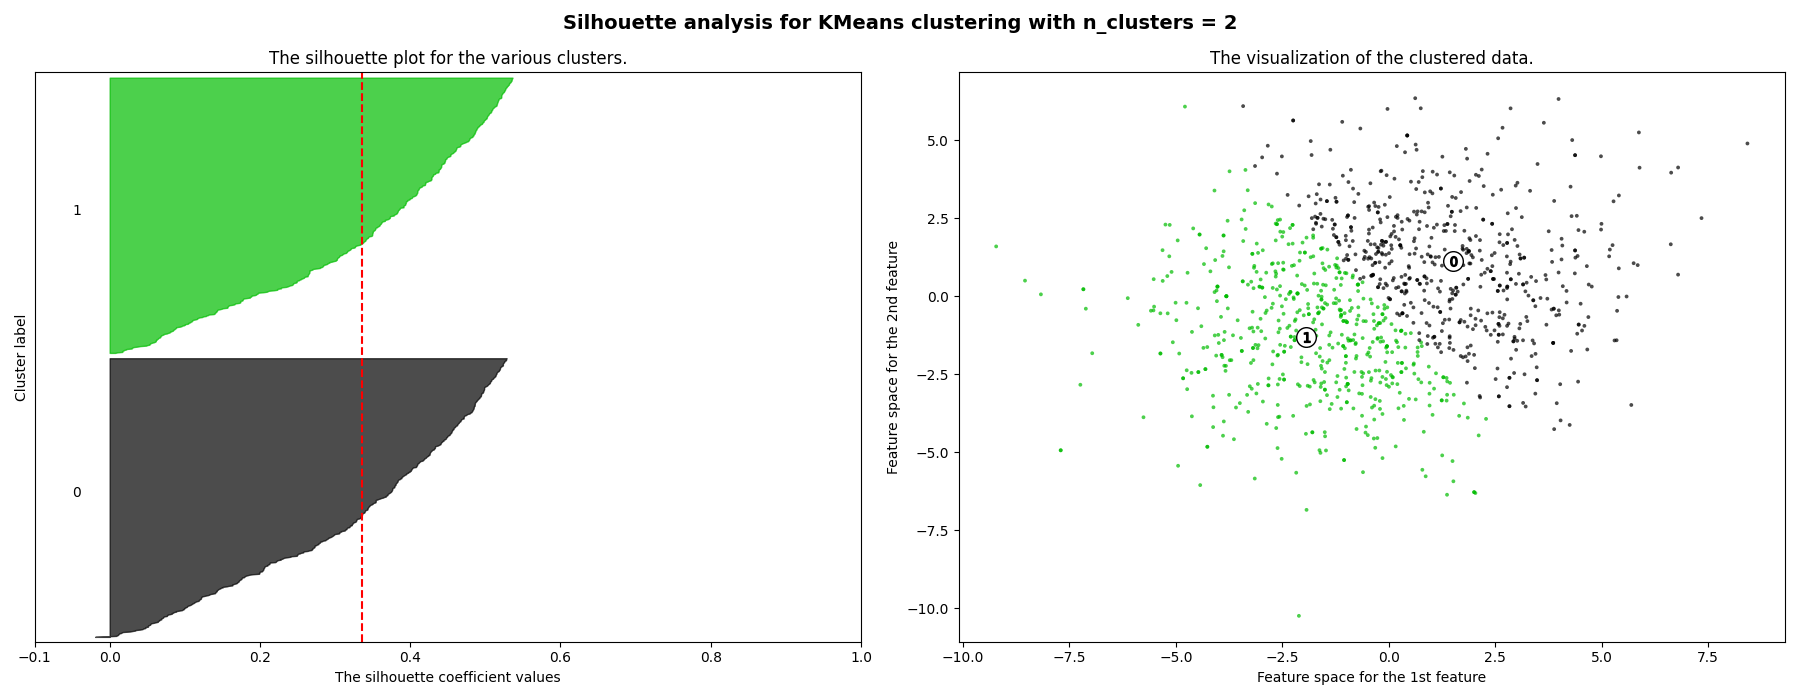 Silhouette analysis for KMeans clustering with n_clusters = 2
The silhouette plot for the various clusters.
Cluster label
1
0
−0.1 0.0 0.2 0.4 0.6 0.8 1.0
The silhouette coefficient values
The visualization of the clustered data.
Feature space for the 2nd feature
5.0
2.5
0.0
−2.5
−5.0
−7.5
−10.0
0
1
−10.0 −7.5 −5.0 −2.5 0.0 2.5 5.0 7.5
Feature space for the 1st feature